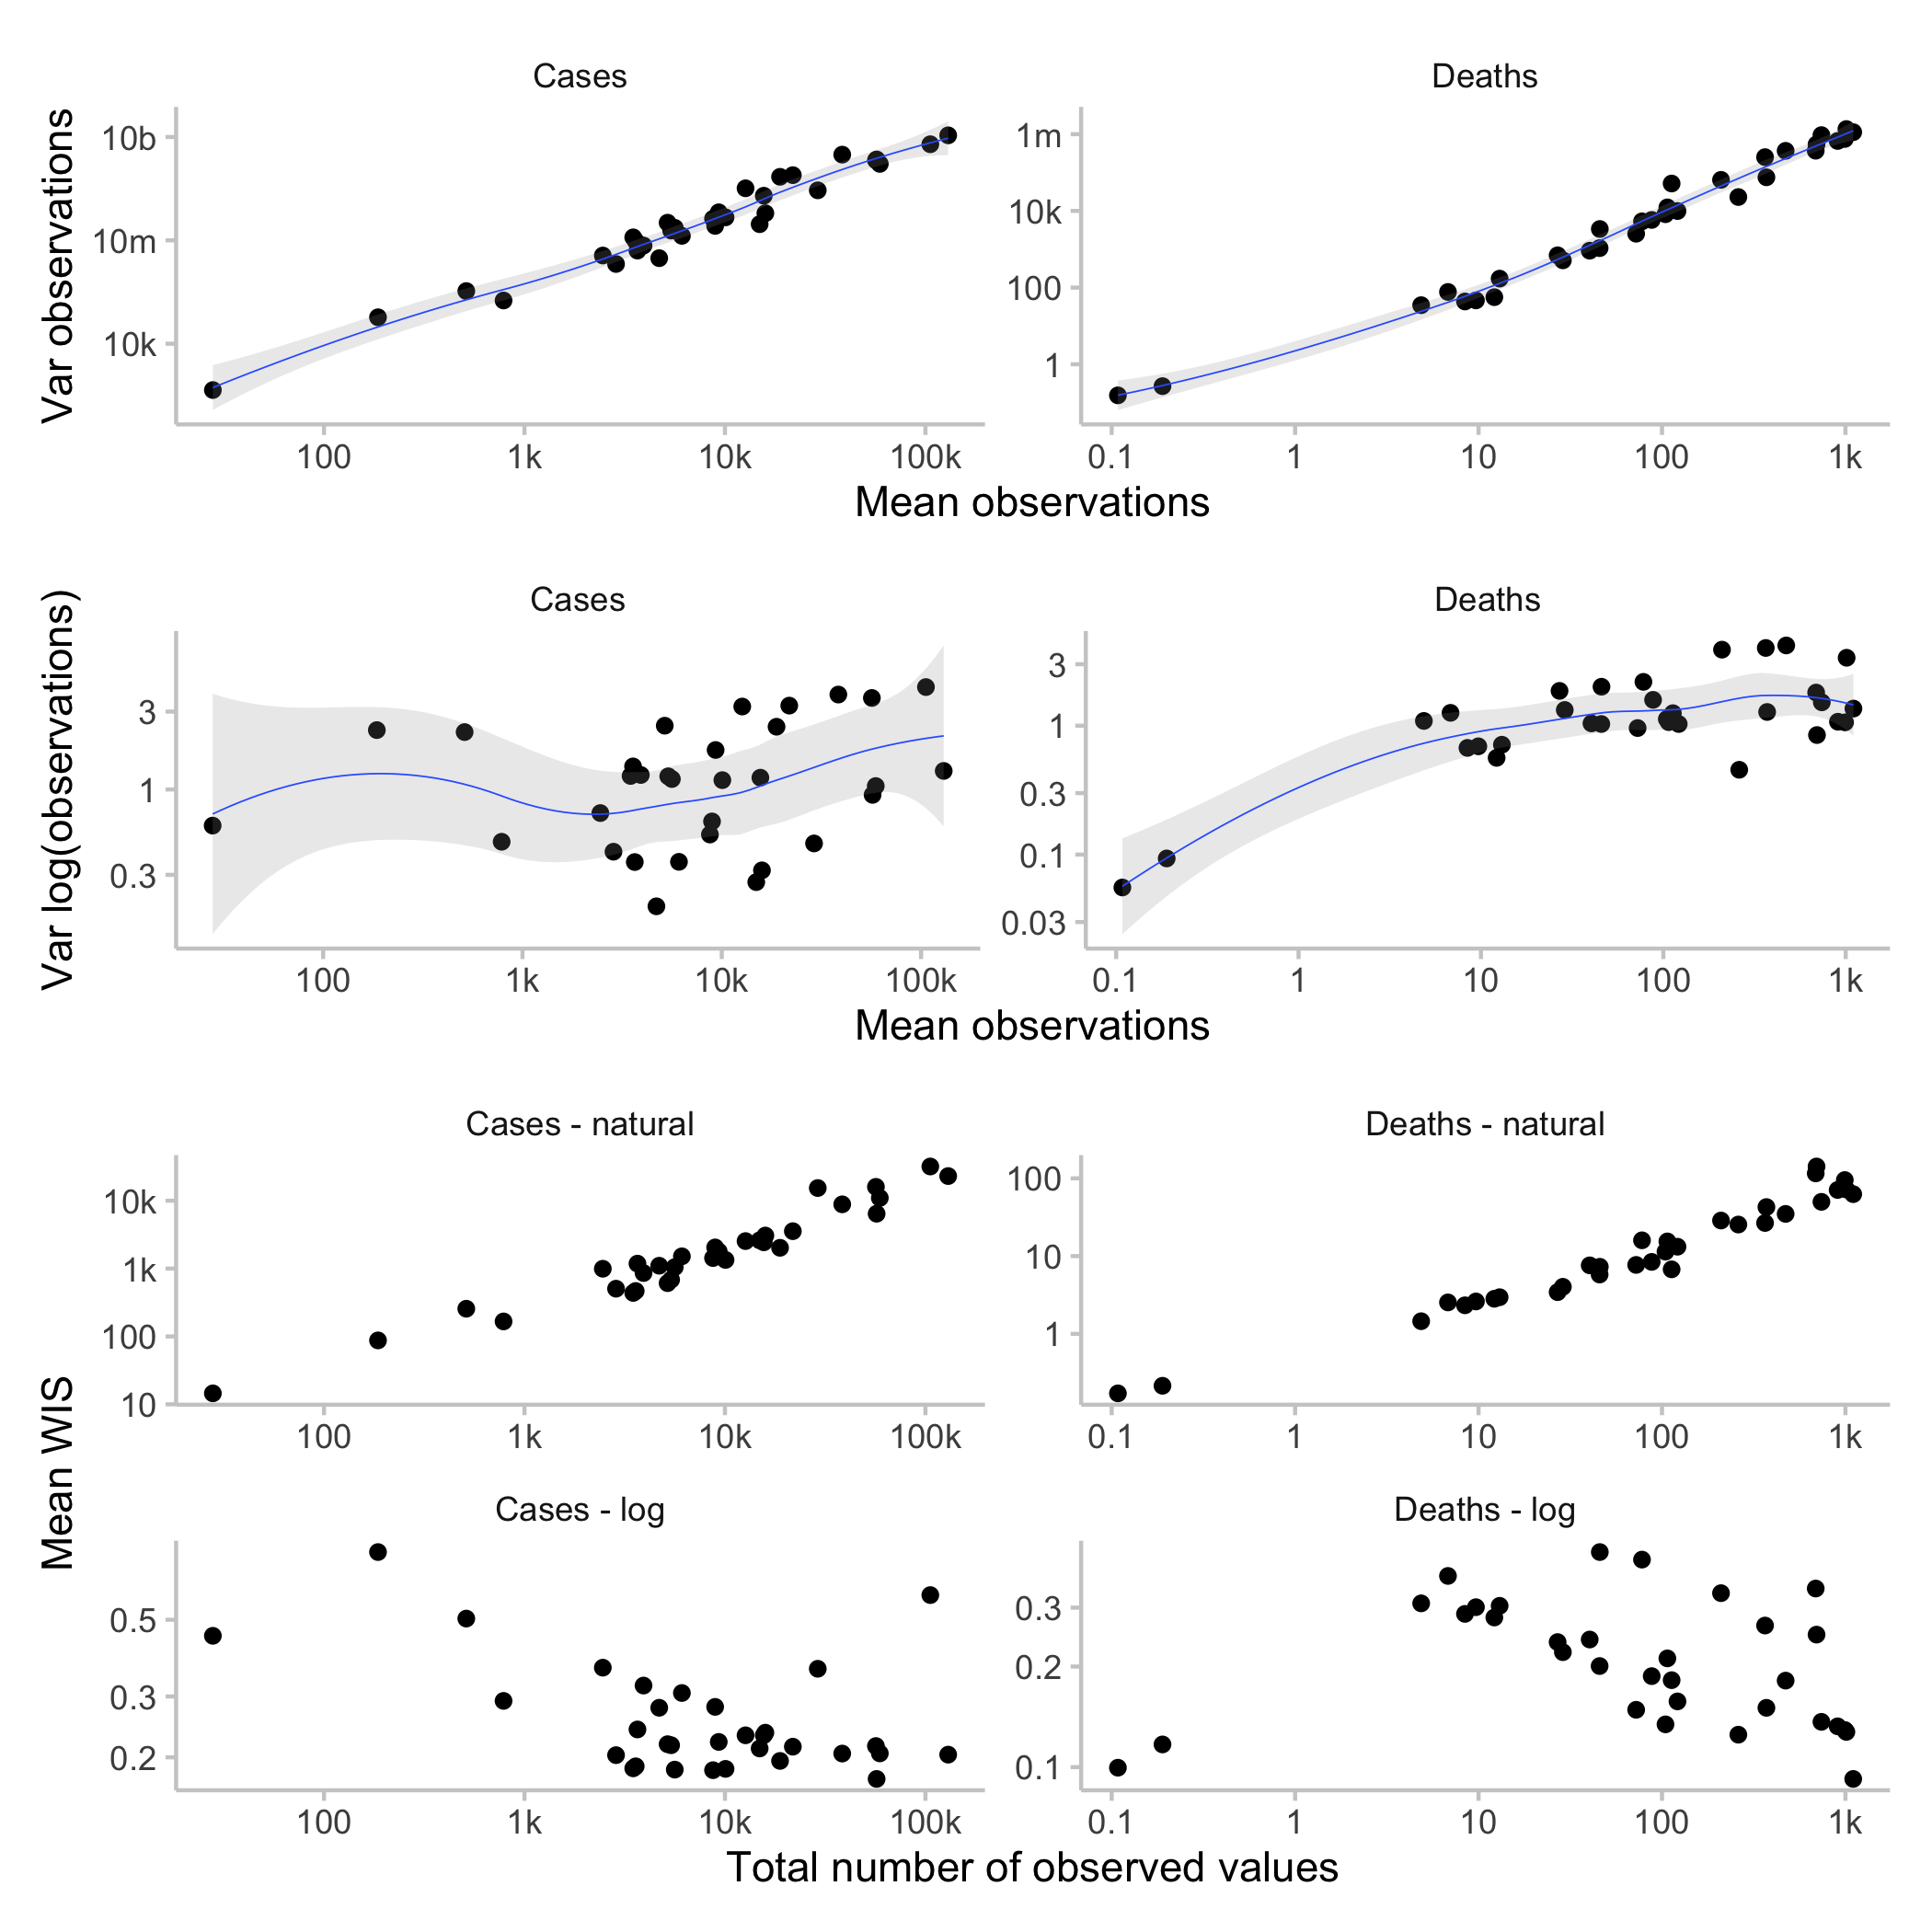 Cases
Deaths
Var observations
10b
10m
10k
1m
10k
100
1
100 1k 10k 100k
0.1 1 10 100 1k
Mean observations
Cases
Deaths
Var log(observations)
3
1
0.3
3
1
0.3
0.1
0.03
100 1k 10k 100k
0.1 1 10 100 1k
Mean observations
Cases - natural
Deaths - natural
Mean WIS
10k
1k
100
10
100
10
1
100 1k 10k 100k
0.1 1 10 100 1k
Cases - log
Deaths - log
0.5
0.3
0.2
0.3
0.2
0.1
100 1k 10k 100k
0.1 1 10 100 1k
Total number of observed values